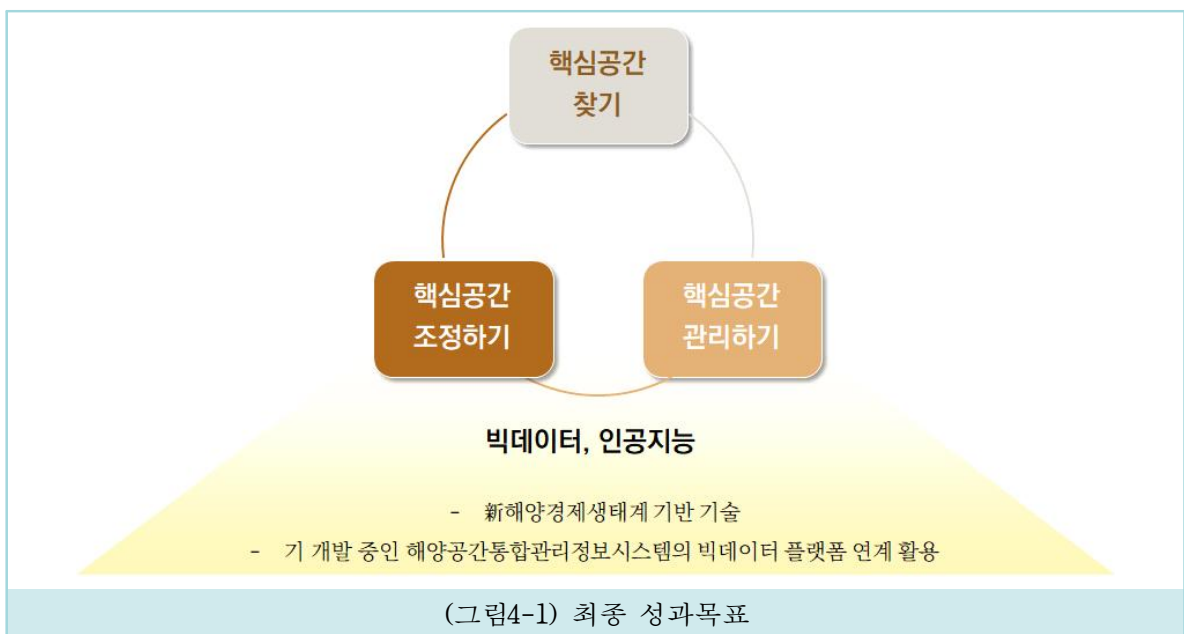 핵심공간
찾기
핵심공간
조정하기
핵심공간
관리하기
빅데이터, 인공지능
- 新해양경제생태계 기반 기술
- 기 개발 중인 해양공간통합관리정보시스템의 빅데이터 플랫폼 연계 활용
(그림4-1) 최종 성과목표